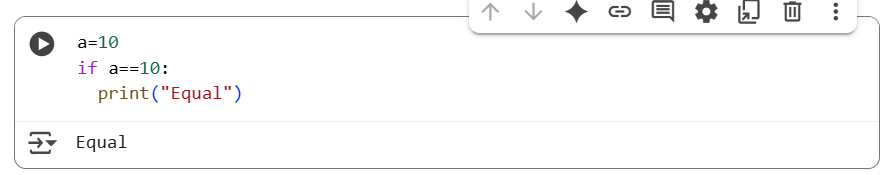 a=10
if a==10:
  print("Equal")
Equal